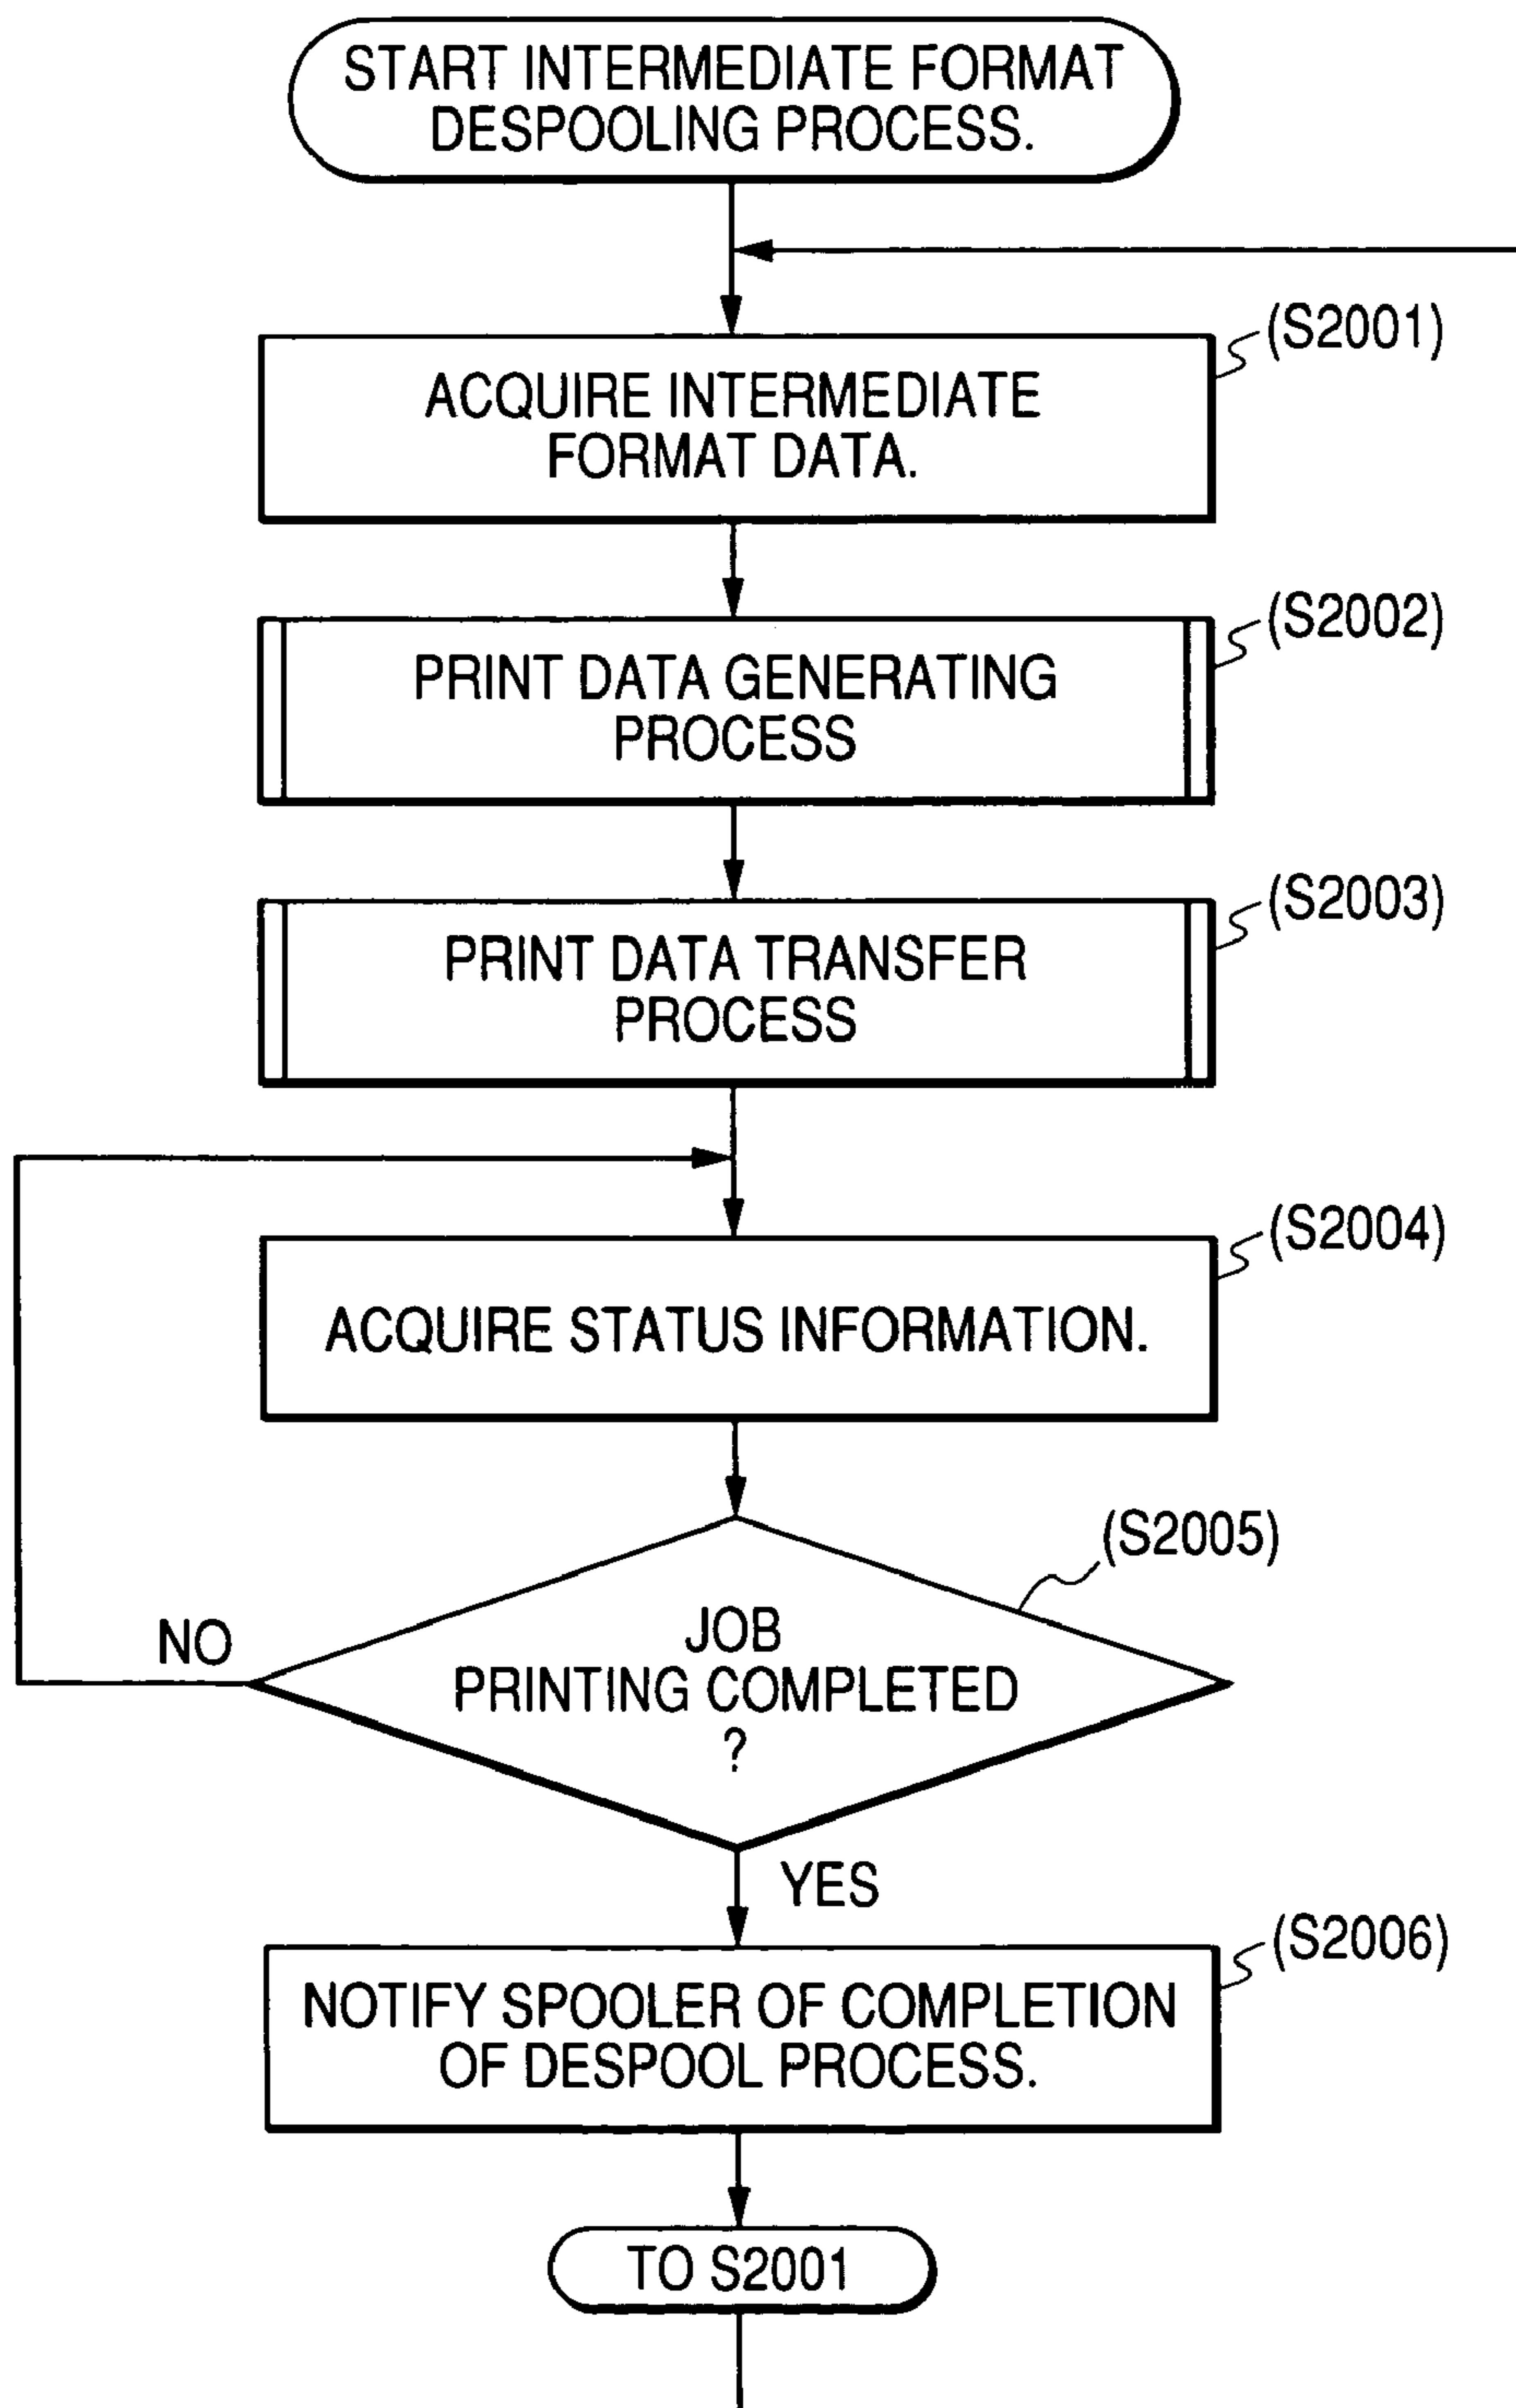 START INTERMEDIATE FORMAT
DESPOOLING PROCESS.
(S2001)
ACQUIRE INTERMEDIATE
FORMAT DATA.
(S2002)
PRINT DATA GENERATING
PROCESS
(S2003)
PRINT DATA TRANSFER
PROCESS
(S2004)
ACQUIRE STATUS INFORMATION.
(S2005)
JOB
PRINTING COMPLETED
?
NO
YES
(S2006)
NOTIFY SPOOLER OF COMPLETION
OF DESPOOL PROCESS.
TO S2001